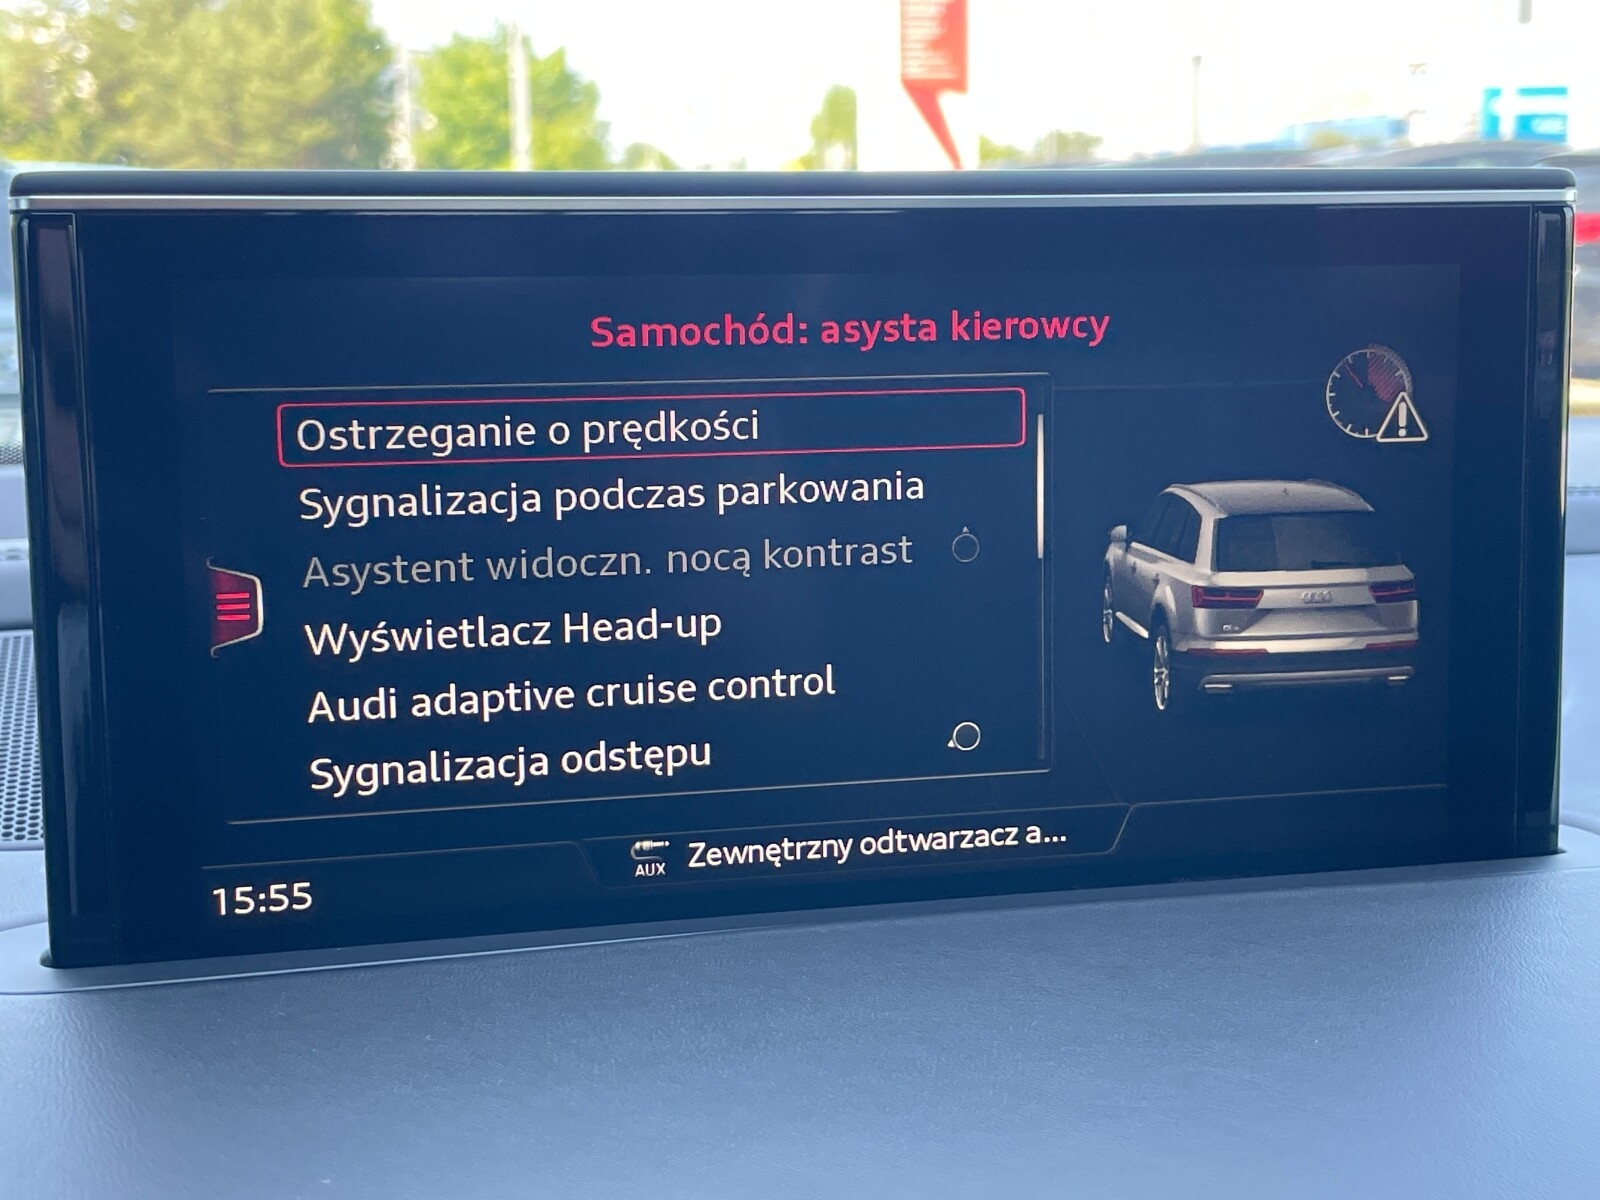 Samochód: asysta kierowcy
Ostrzeganie o prędkości
Sygnalizacja podczas parkowania
Asystent widoczn. nocą kontrast
Wyświetlacz Head-up
Audi adaptive cruise control
Sygnalizacja odstępu
AUX
Zewnętrzny odtwarzacz a...
15:55